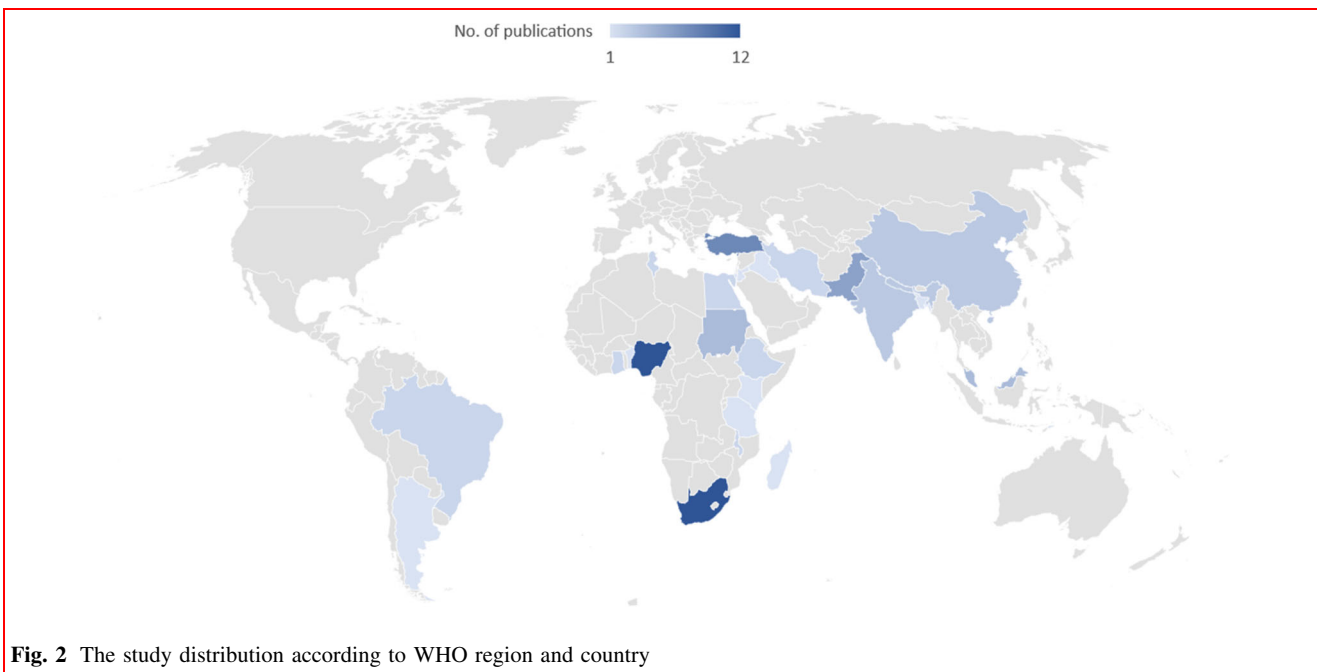 No. of publications
1 12
Fig. 2 The study distribution according to WHO region and country